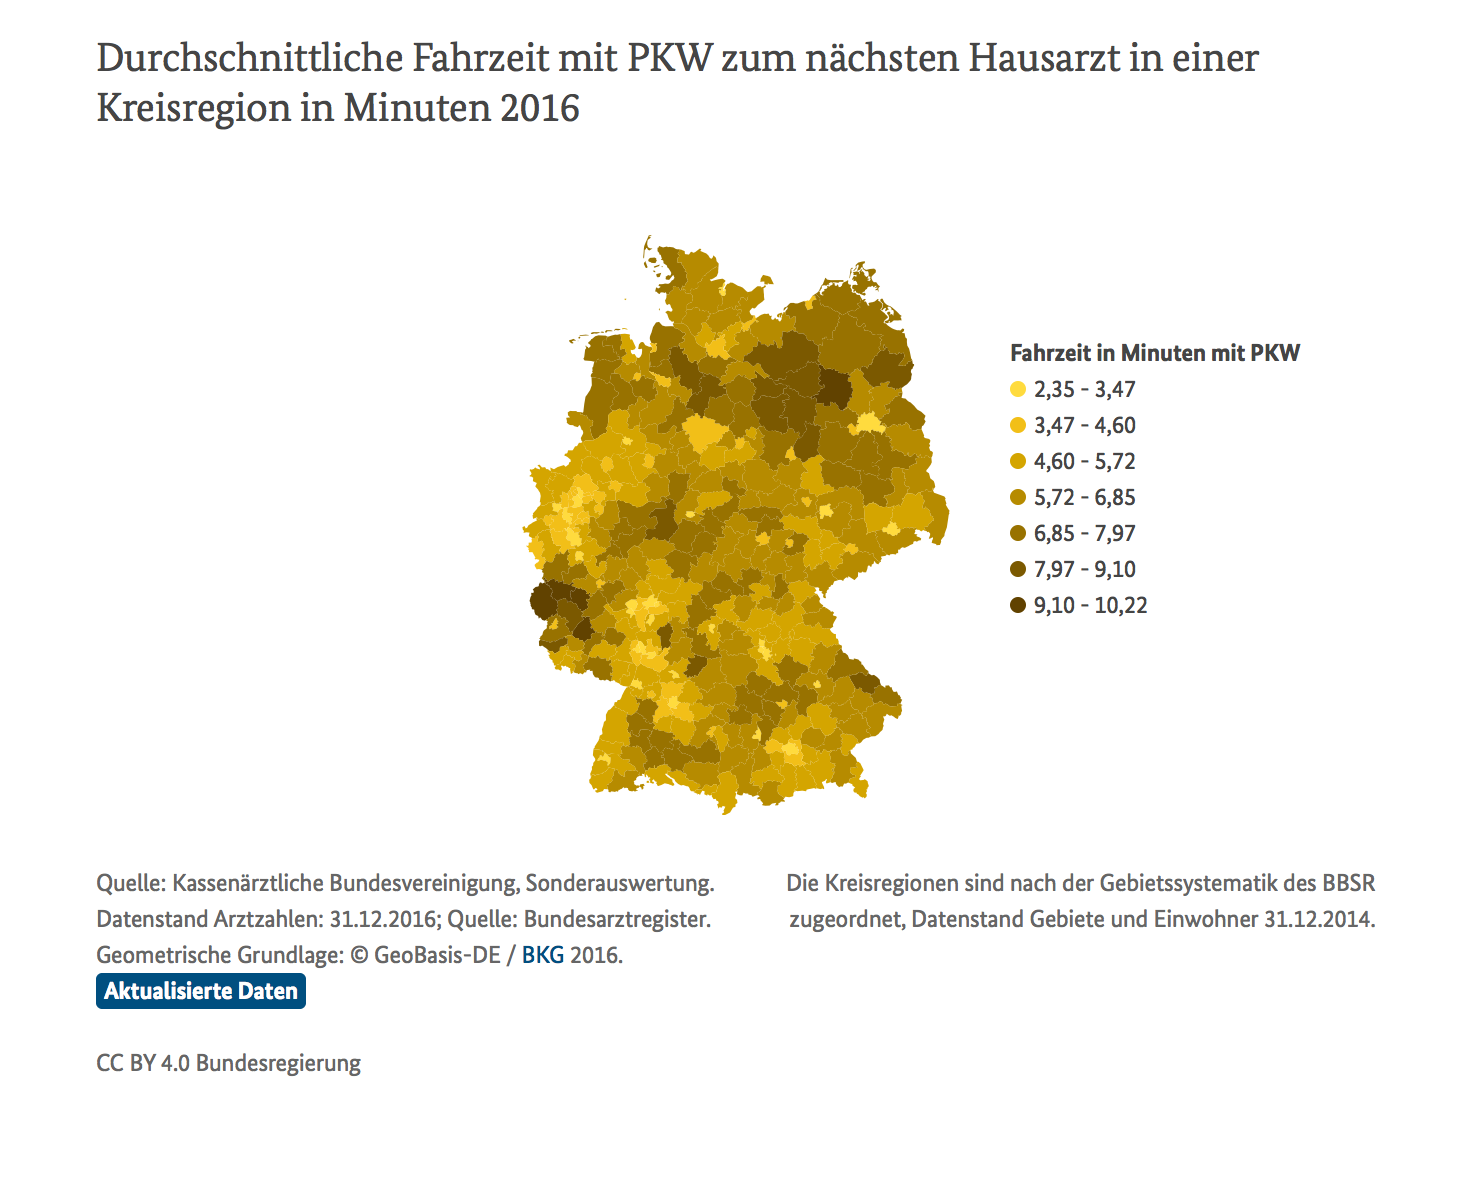 Durchschnittliche Fahrzeit mit PKW zum nächsten Hausarzt in einer
Kreisregion in Minuten 2016
Fahrzeit in Minuten mit PKW
2,35 - 3,47
3,47 - 4,60
4,60 - 5,72
5,72 - 6,85
6,85 - 7,97
7,97 - 9,10
9,10 - 10,22
Quelle: Kassenärztliche Bundesvereinigung, Sonderauswertung.
Datenstand Arztzahlen: 31.12.2016; Quelle: Bundesarztregister.
Geometrische Grundlage: © GeoBasis-DE / BKG 2016.
Aktualisierte Daten
Die Kreisregionen sind nach der Gebietssystematik des BBSR
zugeordnet, Datenstand Gebiete und Einwohner 31.12.2014.
CC BY 4.0 Bundesregierung